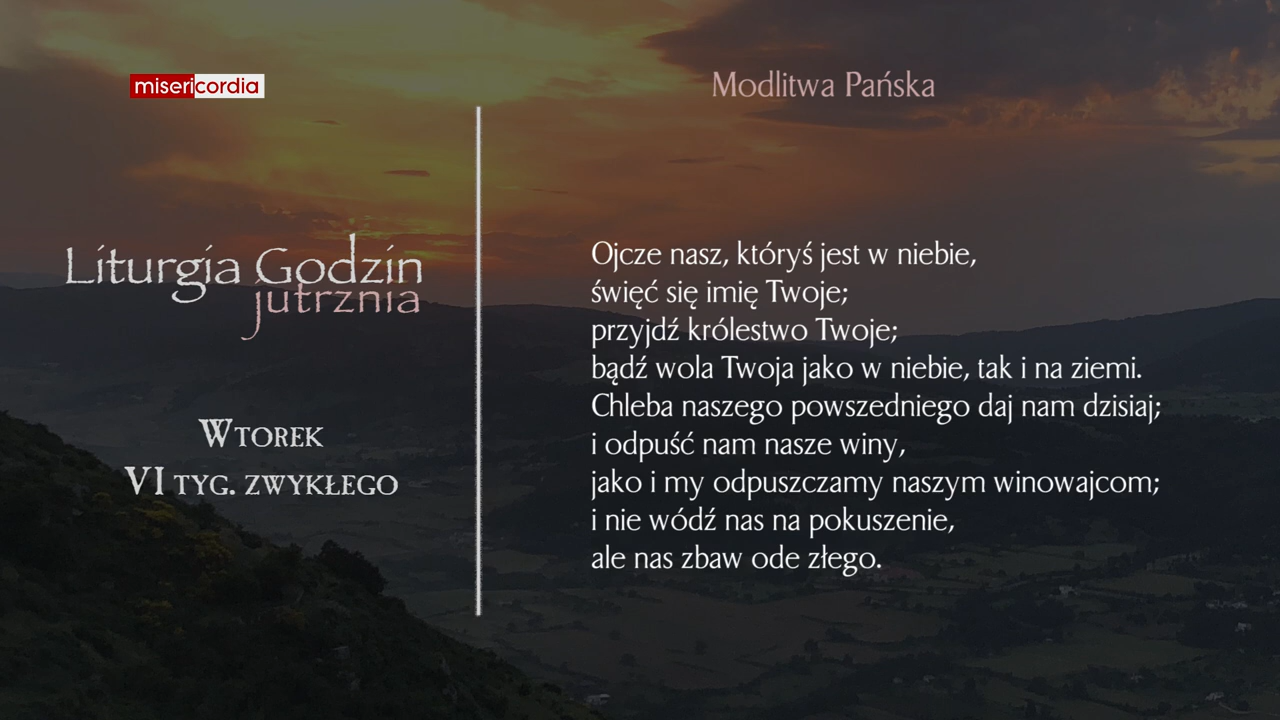 misericordia
Modlitwa Pańska
Liturgia Godzin
jutrznia
Wtorek
VI tyg. zwykłego
Ojcze nasz, któryś jest w niebie,
święć się imię Twoje;
przyjdź królestwo Twoje;
bądź wola Twoja jako w niebie, tak i na ziemi.
Chleba naszego powszedniego daj nam dzisiaj;
i odpuść nam nasze winy,
jako i my odpuszczamy naszym winowajcom;
i nie wódź nas na pokuszenie,
ale nas zbaw ode złego.